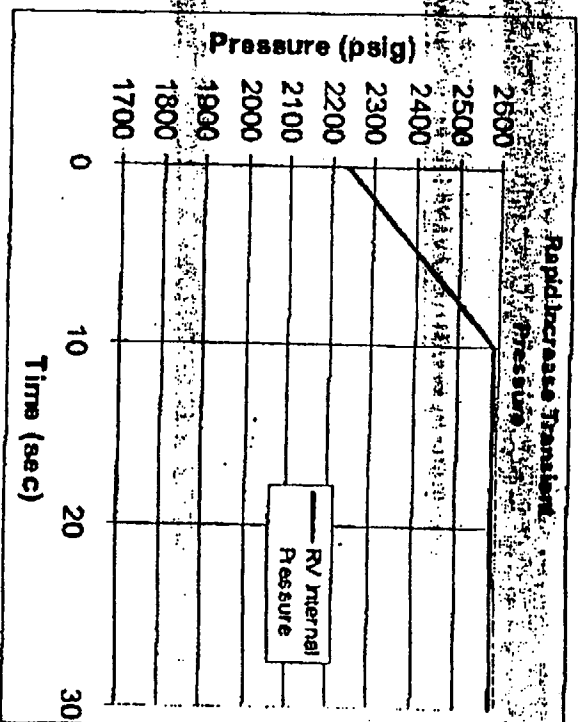 Rapid Increase Transient
Pressure
Pressure (psig)
2600
2500
2400
2300
2200
2100
2000
1900
1800
1700
0
10
20
30
Time (sec)
RV Internal
Pressure